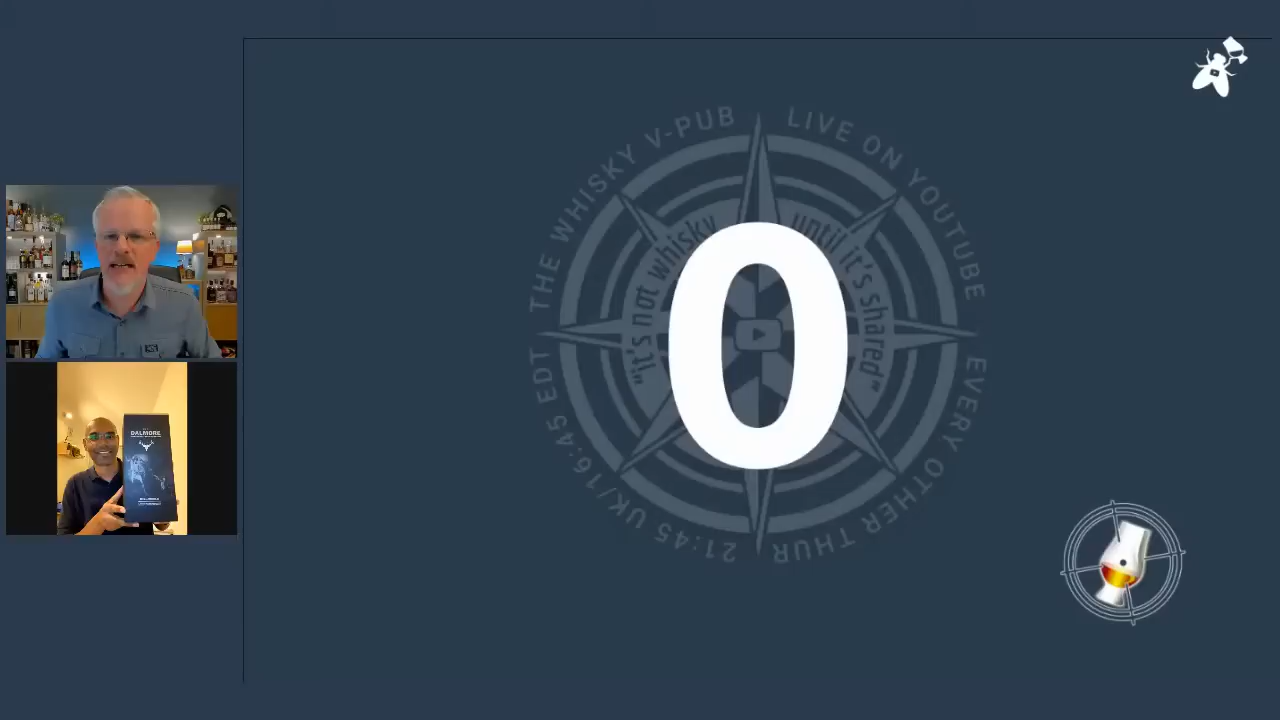 THE WHISKY V-PUB
LIVE ON YOUTUBE
EVERY OTHER THUR
21:45 UK/16:45 EDT
"it's not whisky
until it's shared"
0
DALMORE